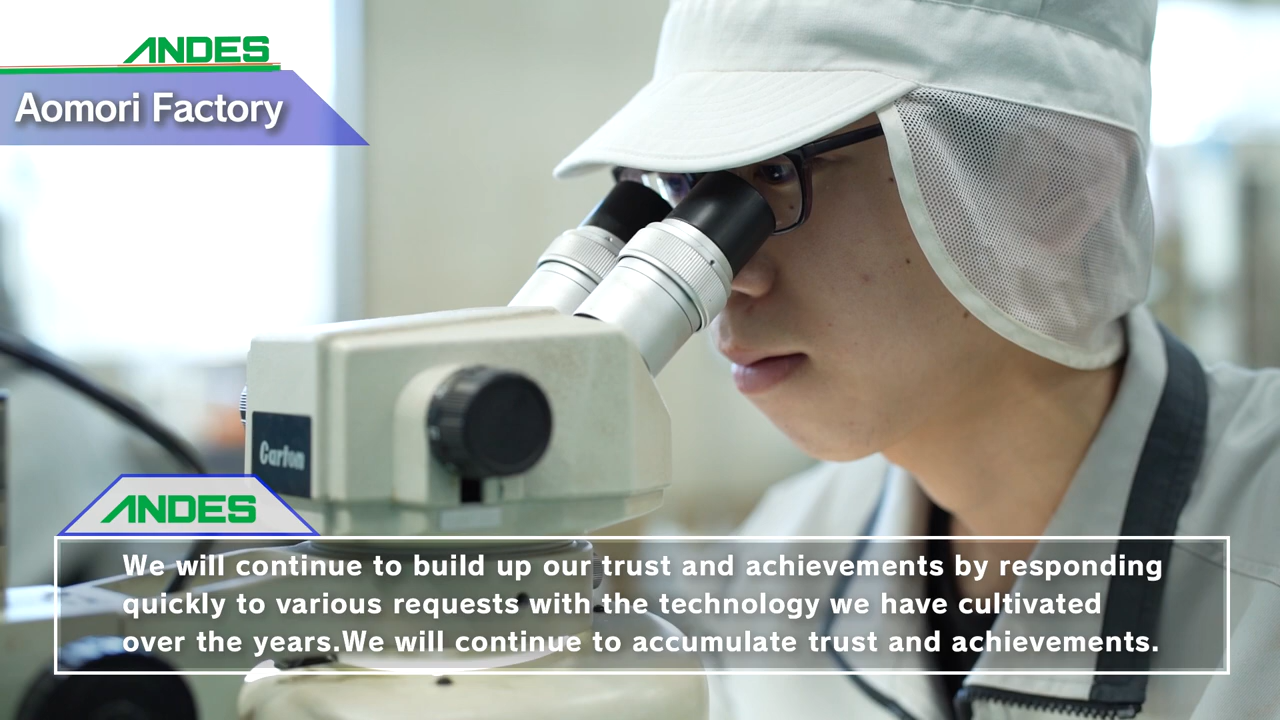 ANDES
Aomori Factory
Carton
ANDES
We will continue to build up our trust and achievements by responding
quickly to various requests with the technology we have cultivated
over the years.We will continue to accumulate trust and achievements.